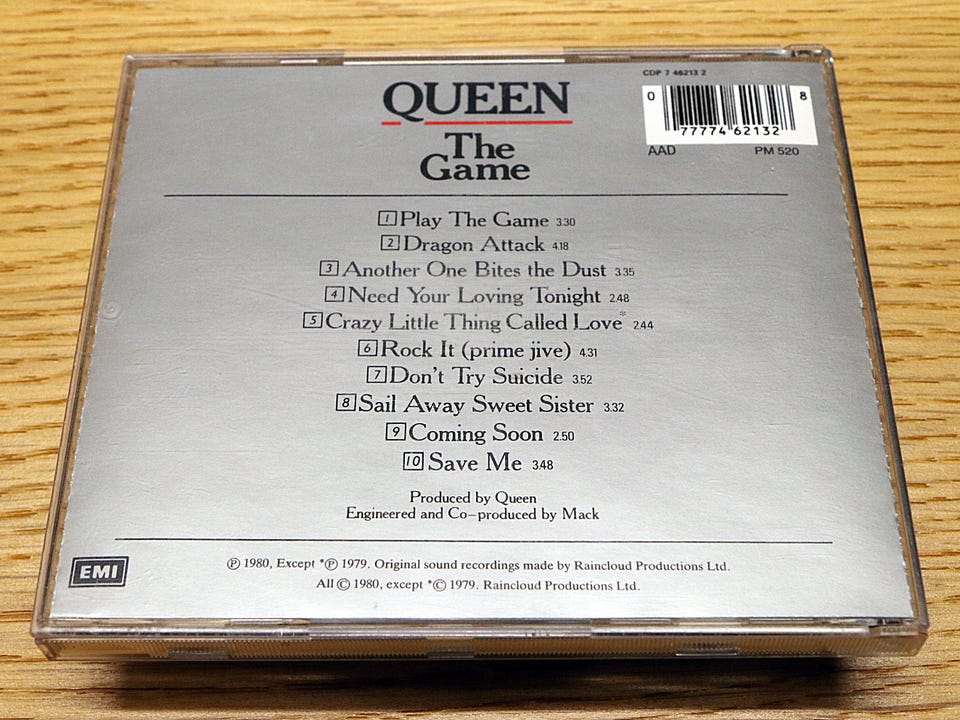 QUEEN
The
Game
CDP 7 46213 2
0 77774 62132 8
AAD PM 520
1 Play The Game 3.30
2 Dragon Attack 4.18
3 Another One Bites the Dust 3.35
4 Need Your Loving Tonight 2.48
5 Crazy Little Thing Called Love* 2.44
6 Rock It (prime jive) 4.31
7 Don't Try Suicide 3.52
8 Sail Away Sweet Sister 3.32
9 Coming Soon 2.50
10 Save Me 3.48
Produced by Queen
Engineered and Co-produced by Mack
EMI
℗ 1980, Except *℗ 1979. Original sound recordings made by Raincloud Productions Ltd.
All © 1980, except *© 1979. Raincloud Productions Ltd.